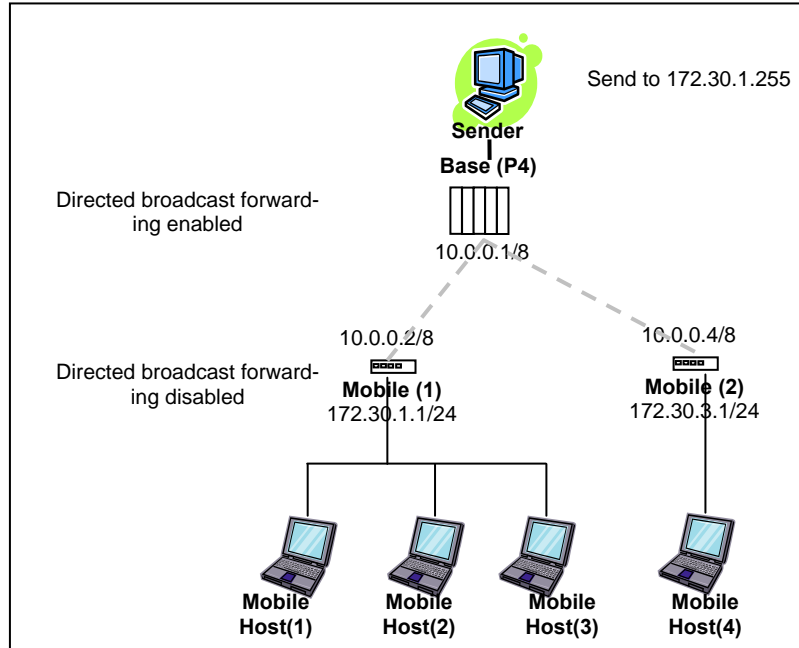 Send to 172.30.1.255
Sender
Base (P4)
Directed broadcast forward-
ing enabled
10.0.0.1/8
10.0.0.2/8
10.0.0.4/8
Directed broadcast forward-
ing disabled
Mobile (1)
172.30.1.1/24
Mobile (2)
172.30.3.1/24
Mobile
Host(1)
Mobile
Host(2)
Mobile
Host(3)
Mobile
Host(4)